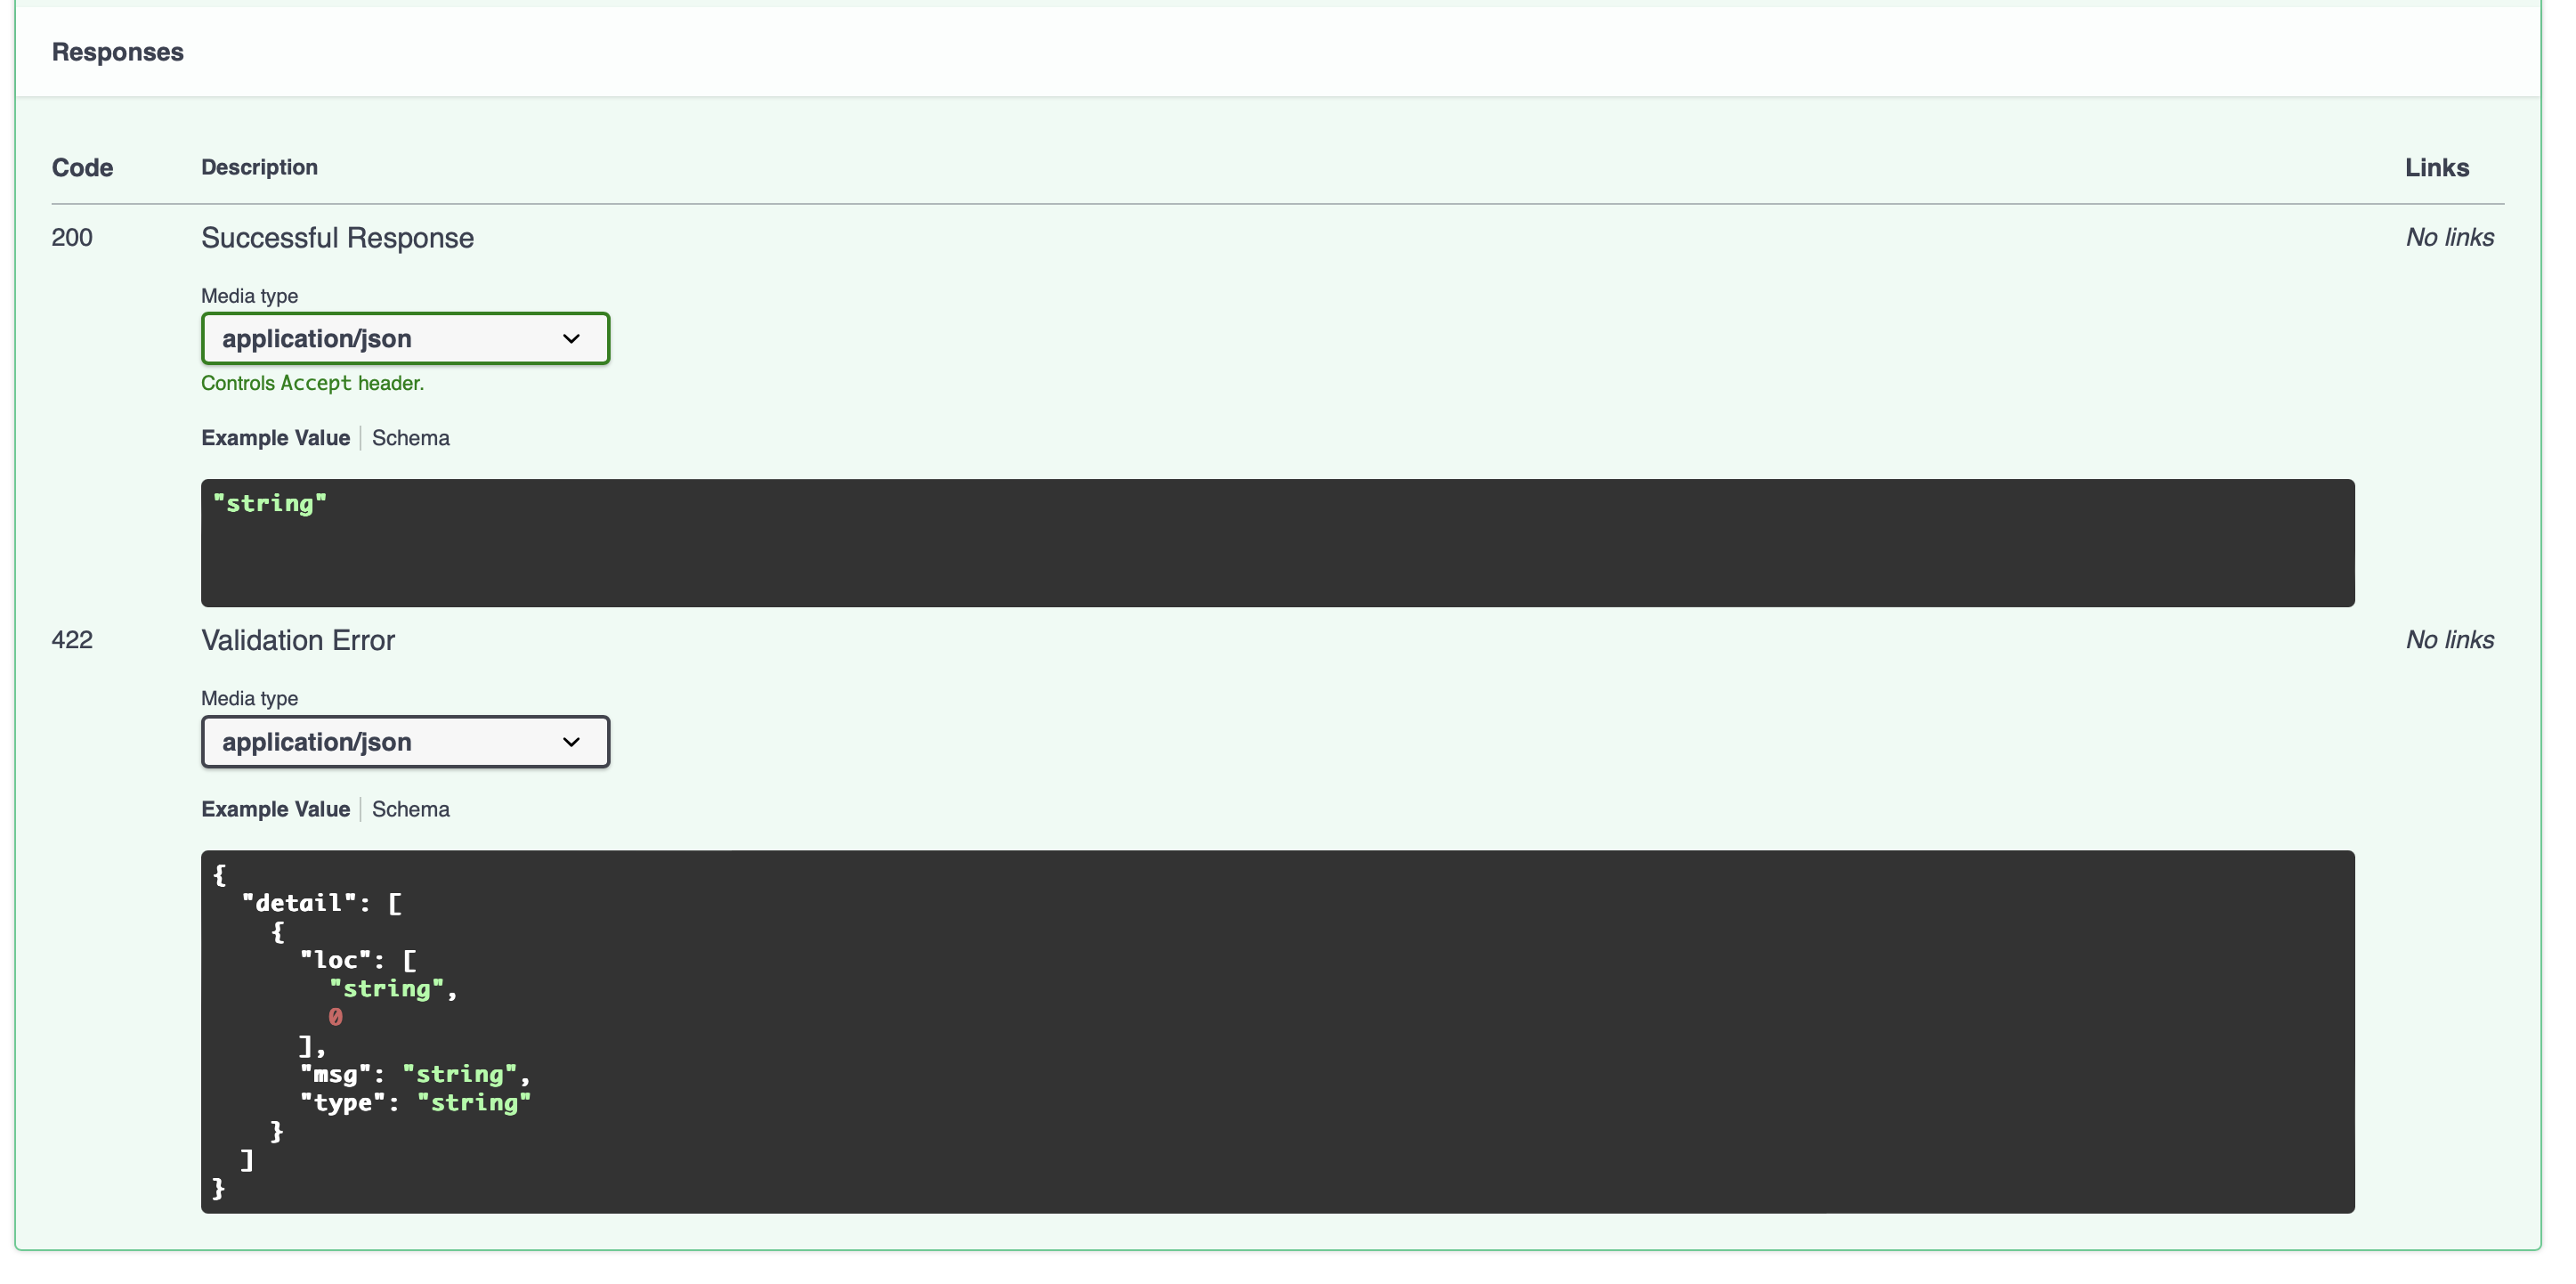 Responses
Code Description Links
200 Successful Response No links
Media type
application/json
Controls Accept header.
Example Value Schema
"string"
422 Validation Error No links
Media type
application/json
Example Value Schema
{
  "detail": [
    {
      "loc": [
        "string",
        0
      ],
      "msg": "string",
      "type": "string"
    }
  ]
}